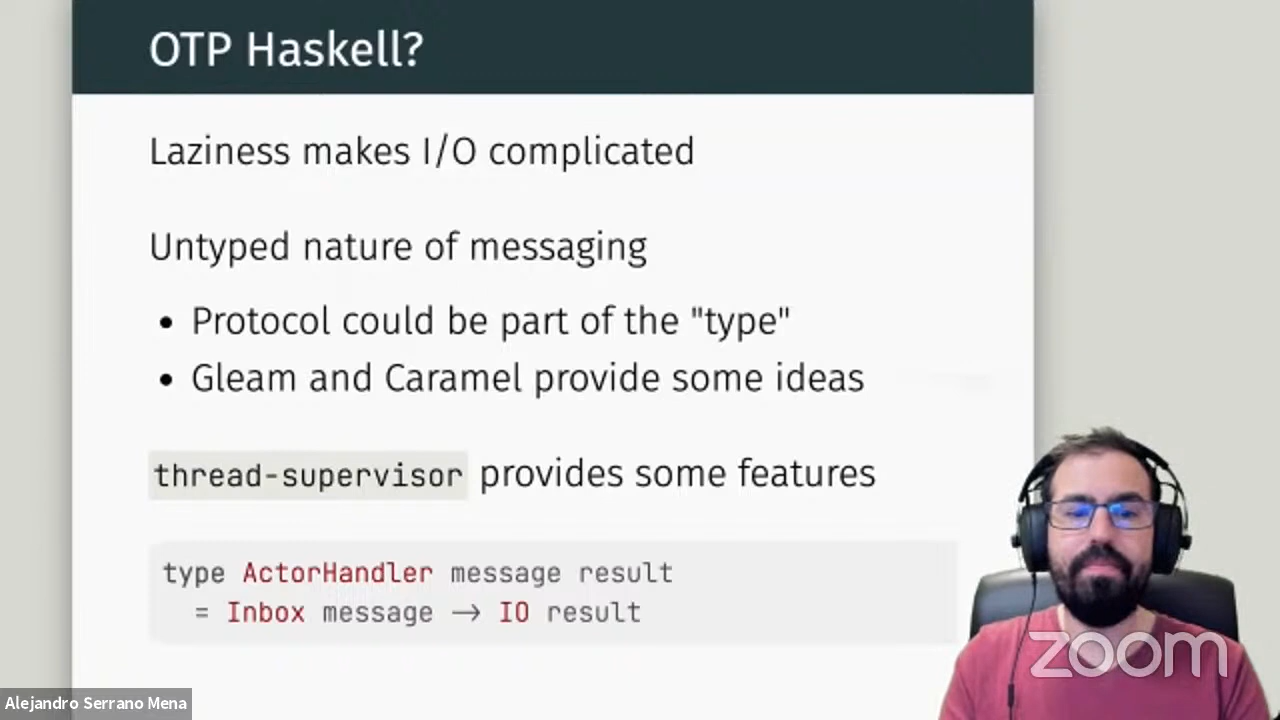 OTP Haskell?
Laziness makes I/O complicated
Untyped nature of messaging
• Protocol could be part of the "type"
• Gleam and Caramel provide some ideas
thread-supervisor provides some features
type ActorHandler message result
= Inbox message → IO result
zoom
Alejandro Serrano Mena